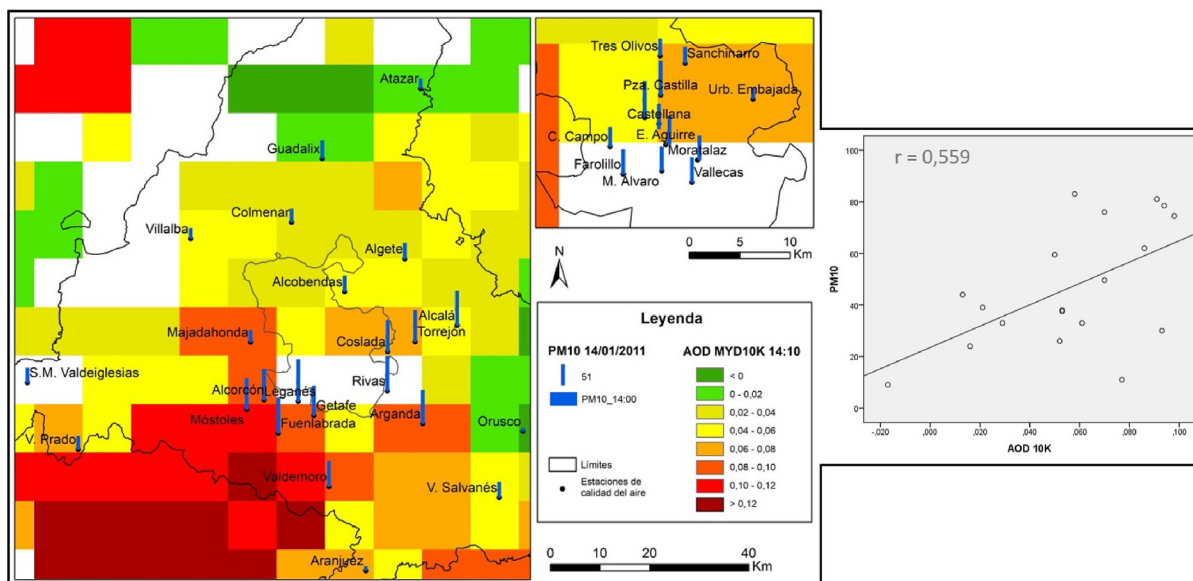 Atazar
Guadalix
Colmenar
Villalba
Algete
Alcobendas
Alcalá
Torrejón
Majadahonda
Coslada
S.M. Valdeiglesias
Rivas
Alcorcón
Leganés
Getafe
Móstoles
Fuenlabrada
Arganda
Orusco
V. Prado
Valdemoro
V. Salvanés
Aranjuez
Tres Olivos
Sanchinarro
Pza. Castilla
Urb. Embajada
Castellana
C. Campo
E. Aguirre
Moratalaz
Farolillo
M. Alvaro
Vallecas
0 5 10
Km
N
Leyenda
PM10 14/01/2011
51
PM10_14:00
Límites
Estaciones de
calidad del aire
AOD MYD10K 14:10
< 0
0 - 0,02
0,02 - 0,04
0,04 - 0,06
0,06 - 0,08
0,08 - 0,10
0,10 - 0,12
> 0,12
0 10 20 40
Km
r = 0,559
100
80
60
40
20
0
PM10
-,020 ,000 ,020 ,040 ,060 ,080 ,100
AOD 10K